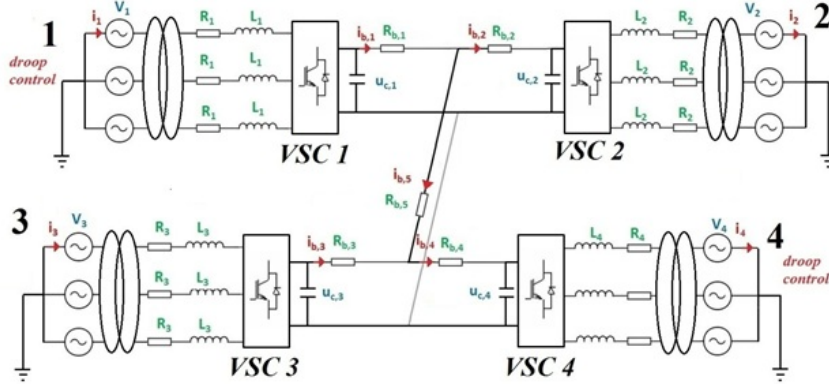 1
droop
control
i1
V1
R1
L1
R1
L1
R1
L1
ib,1
Rb,1
uc,1
VSC 1
ib,2
Rb,2
uc,2
VSC 2
L2
R2
L2
R2
L2
R2
V2
i2
2
ib,5
Rb,5
3
i3
V3
R3
L3
R3
L3
R3
L3
ib,3
Rb,3
uc,3
VSC 3
ib,4
Rb,4
uc,4
VSC 4
L4
R4
V4
i4
4
droop
control